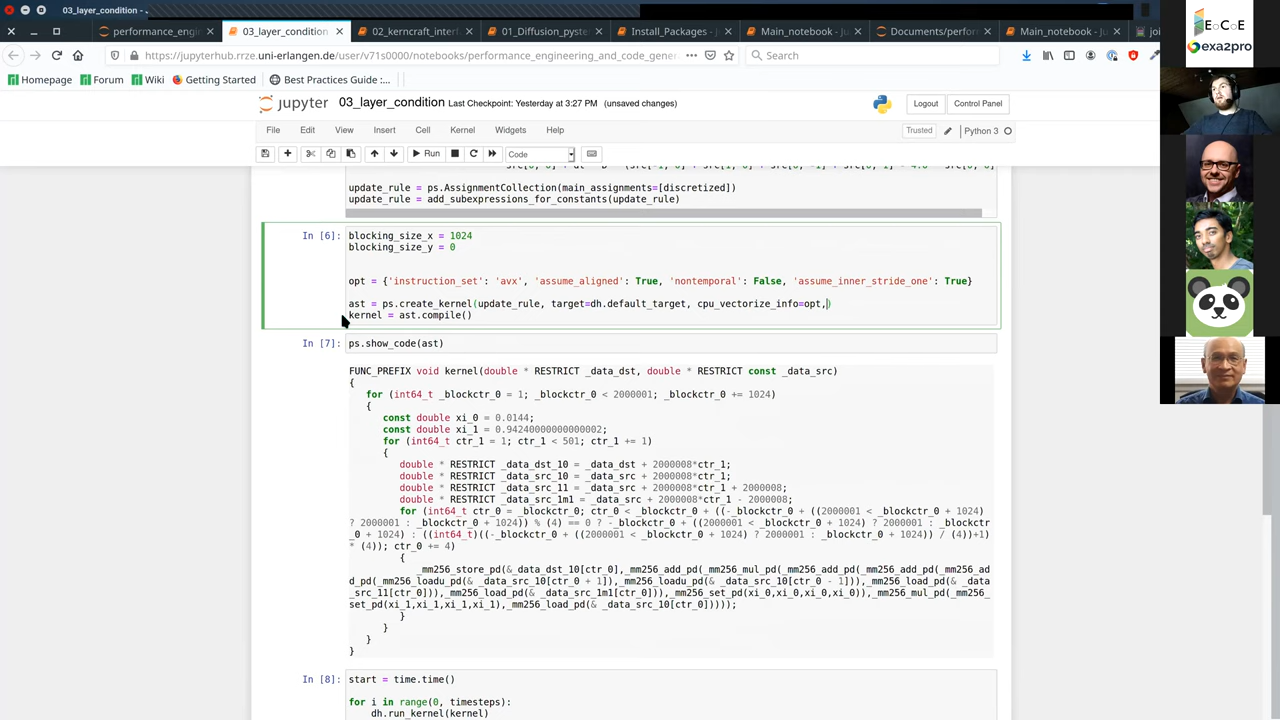 03_layer_condition -
performance_engi
03_layer_condition
02_kerncraft_interf
01_Diffusion_pyste
Install_Packages -
Main_notebook -
Documents/perform
Main_notebook -
joi
https://jupyterhub.rrze.uni-erlangen.de/user/v71s0000/notebooks/performance_engineering_and_code_gene
Search
Homepage
Forum
Wiki
Getting Started
Best Practices Guide :...
jupyter 03_layer_condition Last Checkpoint: Yesterday at 3:27 PM (unsaved changes)
Logout
Control Panel
File Edit View Insert Cell Kernel Widgets Help
Trusted
Python 3
Run
Code
update_rule = ps.AssignmentCollection(main_assignments=[discretized])
update_rule = add_subexpressions_for_constants(update_rule)
In [6]:
blocking_size_x = 1024
blocking_size_y = 0
opt = {'instruction_set': 'avx', 'assume_aligned': True, 'nontemporal': False, 'assume_inner_stride_one': True}
ast = ps.create_kernel(update_rule, target=dh.default_target, cpu_vectorize_info=opt,)
kernel = ast.compile()
In [7]: ps.show_code(ast)
FUNC_PREFIX void kernel(double * RESTRICT _data_dst, double * RESTRICT const _data_src)
{
for (int64_t _blockctr_0 = 1; _blockctr_0 < 2000001; _blockctr_0 += 1024)
{
const double xi_0 = 0.0144;
const double xi_1 = 0.94240000000000002;
for (int64_t ctr_1 = 1; ctr_1 < 501; ctr_1 += 1)
{
double * RESTRICT _data_dst_10 = _data_dst + 2000008*ctr_1;
double * RESTRICT _data_src_10 = _data_src + 2000008*ctr_1;
double * RESTRICT _data_src_11 = _data_src + 2000008*ctr_1 + 2000008;
double * RESTRICT _data_src_1m1 = _data_src + 2000008*ctr_1 - 2000008;
for (int64_t ctr_0 = _blockctr_0; ctr_0 < _blockctr_0 + ((-_blockctr_0 + ((2000001 < _blockctr_0 + 1024)
? 2000001 : _blockctr_0 + 1024)) % (4) == 0 ? -_blockctr_0 + ((2000001 < _blockctr_0 + 1024) ? 2000001 : _blockctr
_0 + 1024) : ((int64_t)((-_blockctr_0 + ((2000001 < _blockctr_0 + 1024) ? 2000001 : _blockctr_0 + 1024)) / (4))+1)
* (4)); ctr_0 += 4)
{
_mm256_store_pd(&_data_dst_10[ctr_0],_mm256_add_pd(_mm256_mul_pd(_mm256_add_pd(_mm256_add_pd(_mm256_ad
d_pd(_mm256_loadu_pd(& _data_src_10[ctr_0 + 1]),_mm256_loadu_pd(& _data_src_10[ctr_0 - 1])),_mm256_load_pd(& _data
_src_11[ctr_0])),_mm256_load_pd(& _data_src_1m1[ctr_0])),_mm256_set_pd(xi_0,xi_0,xi_0,xi_0)),_mm256_mul_pd(_mm256_
set_pd(xi_1,xi_1,xi_1,xi_1),_mm256_load_pd(& _data_src_10[ctr_0]))));
}
}
}
}
In [8]:
start = time.time()
for i in range(0, timesteps):
dh.run_kernel(kernel)
EoCoE
exa2pro